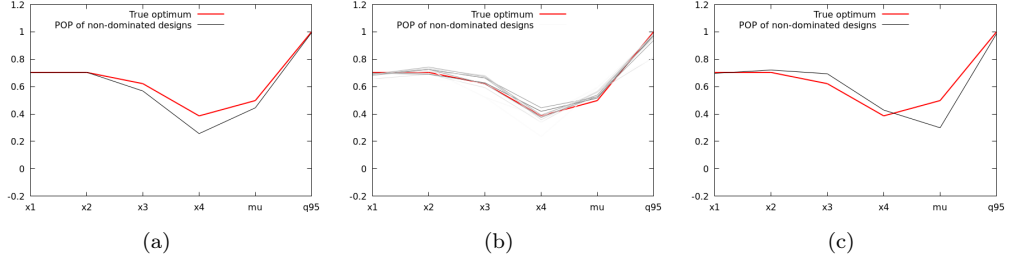 1.2
1
0.8
0.6
0.4
0.2
0
-0.2
True optimum
POP of non-dominated designs
x1 x2 x3 x4 mu q95
(a)
1.2
1
0.8
0.6
0.4
0.2
0
-0.2
True optimum
POP of non-dominated designs
x1 x2 x3 x4 mu q95
(b)
1.2
1
0.8
0.6
0.4
0.2
0
-0.2
True optimum
POP of non-dominated designs
x1 x2 x3 x4 mu q95
(c)